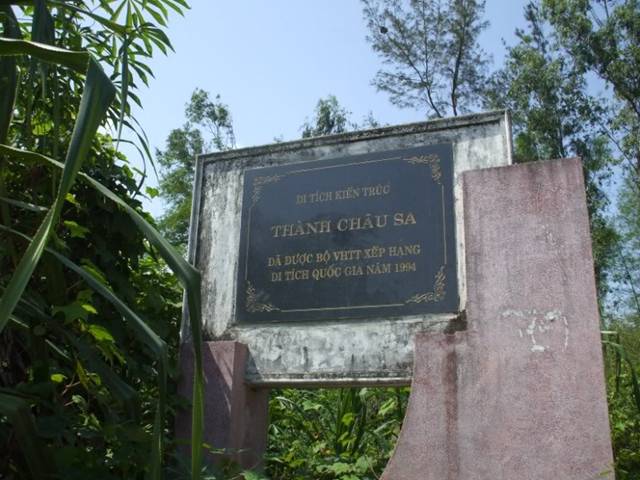 DI TÍCH KIẾN TRÚC
THÀNH CHÂU SA
ĐÃ ĐƯỢC BỘ VHTT XẾP HẠNG
DI TÍCH QUỐC GIA NĂM 1994